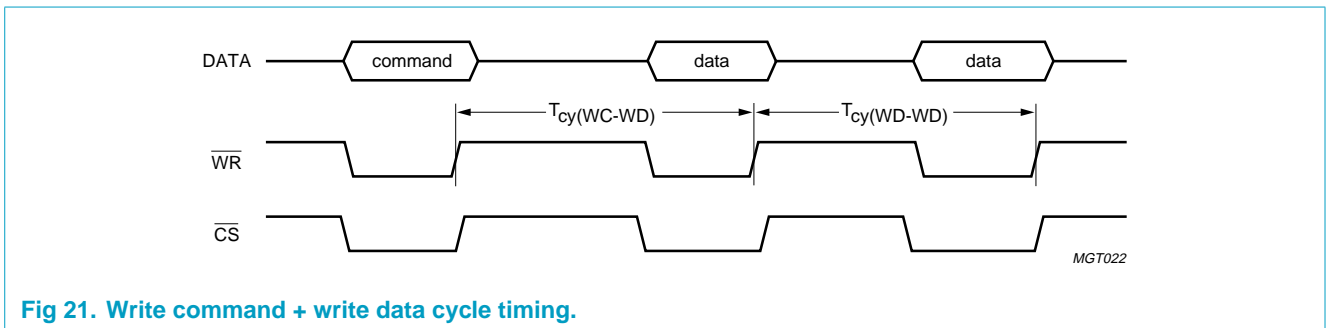 DATA command data data
Tcy(WC-WD) Tcy(WD-WD)
WR
CS
MGT022
Fig 21. Write command + write data cycle timing.